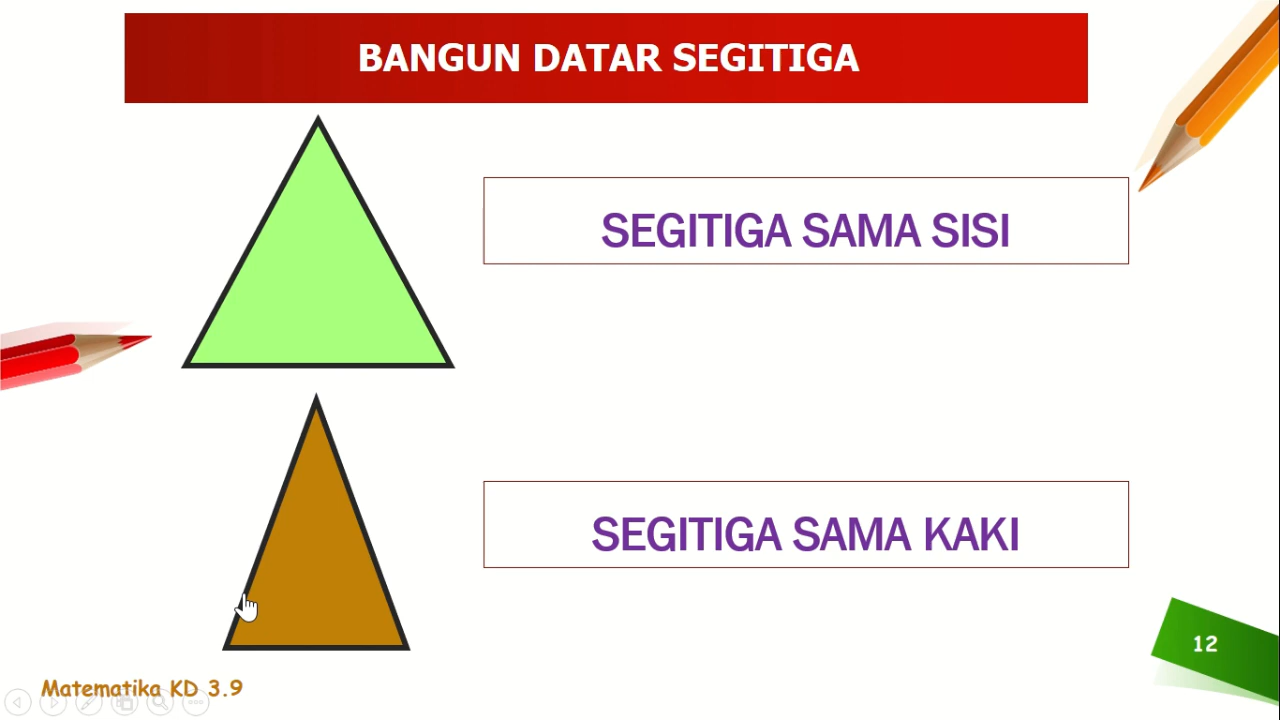 BANGUN DATAR SEGITIGA
SEGITIGA SAMA SISI
SEGITIGA SAMA KAKI
12
Matematika KD 3.9